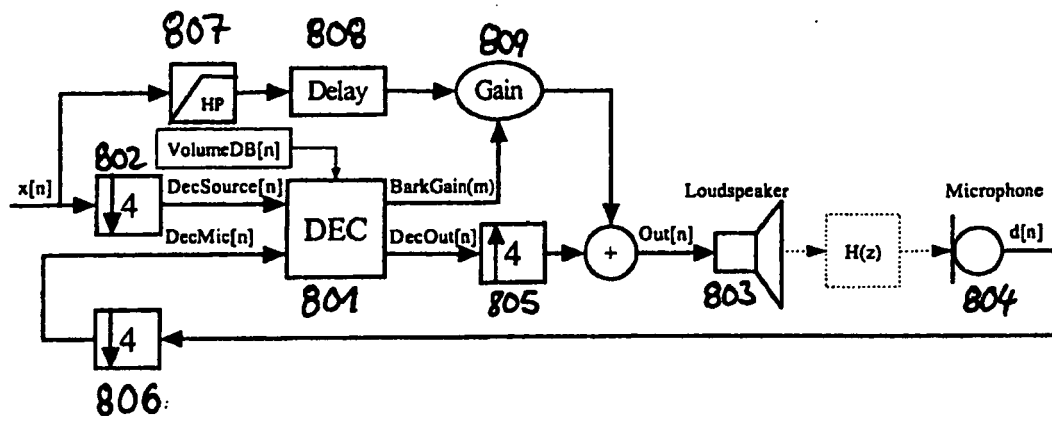 807
808
809
HP
Delay
Gain
802
VolumeDB[n]
x[n]
4
DecSource[n]
BarkGain(m)
Loudspeaker
Microphone
DecMic[n]
DEC
DecOut[n]
4
+
Out[n]
H(z)
d[n]
801
805
803
804
4
806